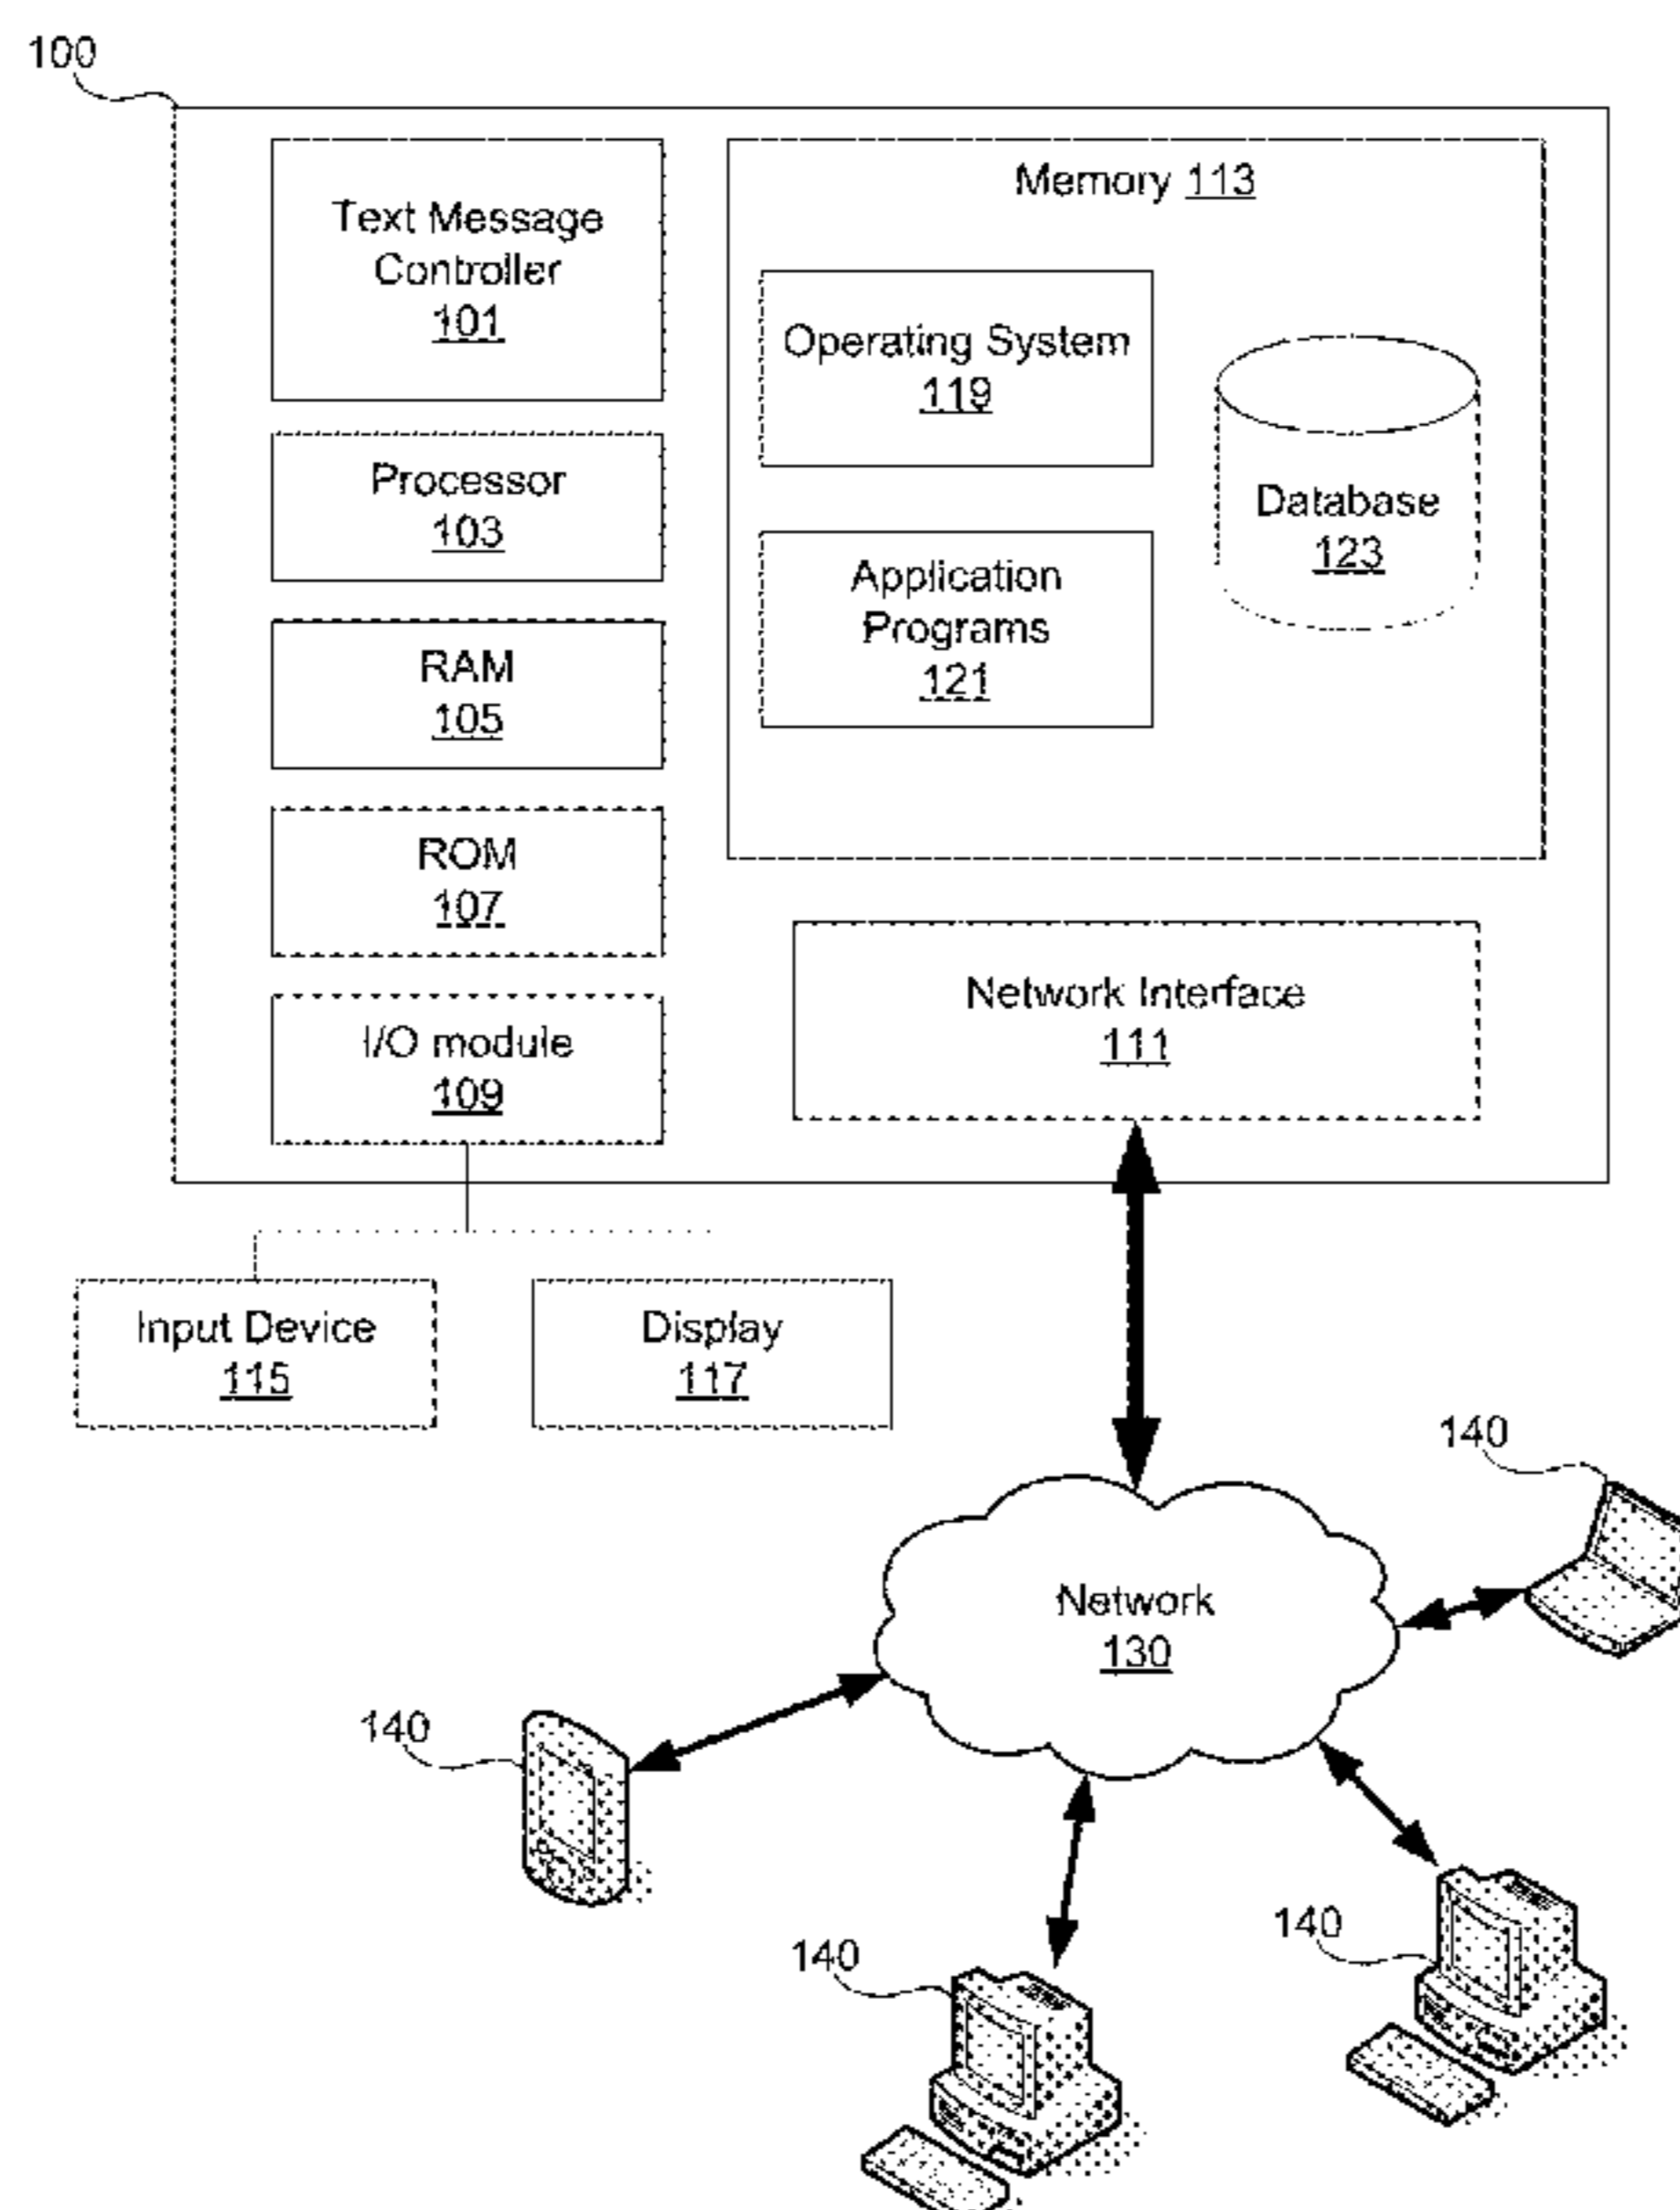 100
Text Message
Controller
101
Processor
103
RAM
105
ROM
107
I/O module
109
Memory 113
Operating System
119
Application
Programs
121
Database
123
Network Interface
111
Input Device
115
Display
117
Network
130
140
140
140
140